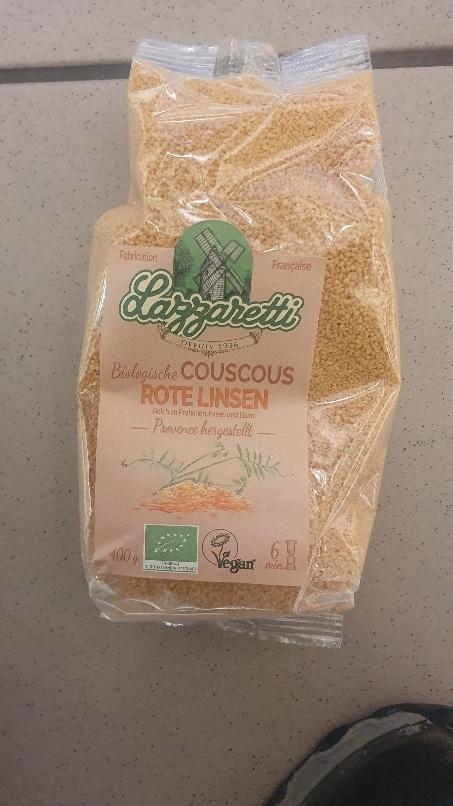 Fabrication
Française
Lazzaretti
DEPUIS 1936
Biologische COUSCOUS
ROTE LINSEN
Reich an Proteinen, Faser, und Eisen
Provence hergestellt
400 g
Vegan
6
min